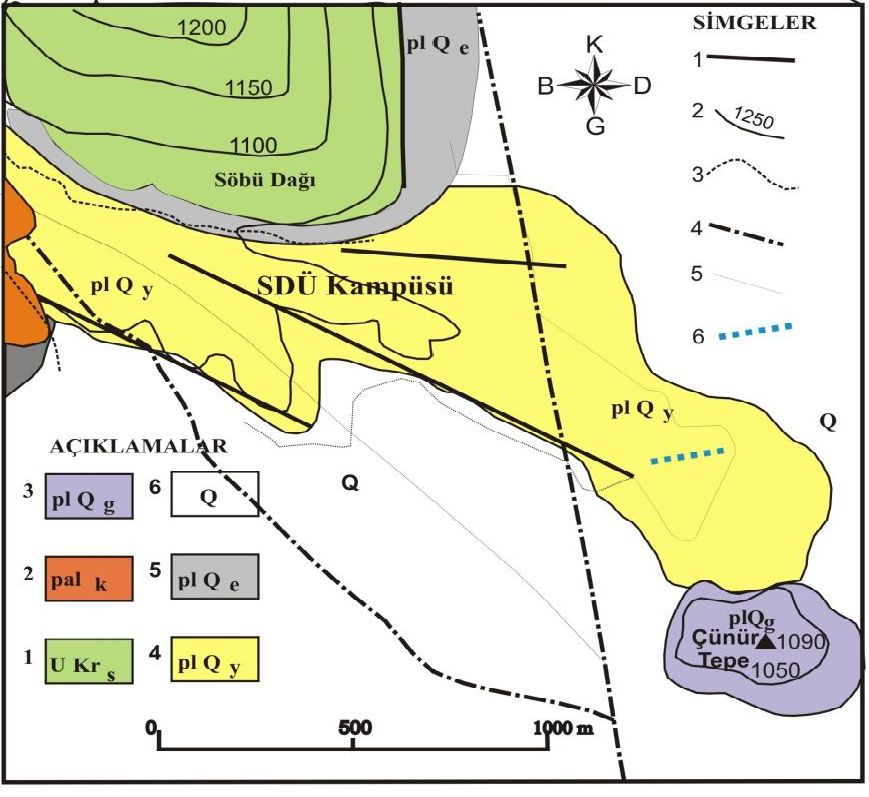 1200
pl Q e
SİMGELER
K
B D
G
1
1150
2 1250
1100
Söbü Dağı
3
4
pl Q y
SDÜ Kampüsü
5
6
pl Q y
Q
AÇIKLAMALAR
Q
3 pl Q g
6 Q
2 pal k
5 pl Q e
1 U Kr s
4 pl Q y
plQg
Çünür 1090
Tepe 1050
0 500 1000 m